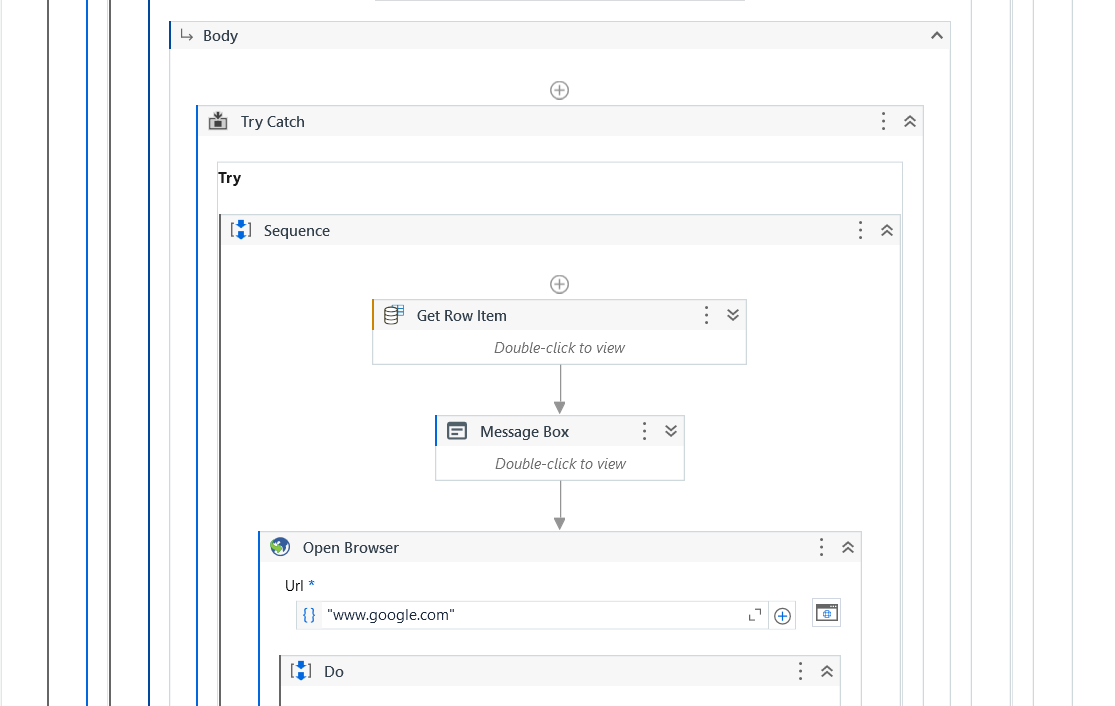 Body
Try Catch
Try
Sequence
Get Row Item
Double-click to view
Message Box
Double-click to view
Open Browser
Url *
{} "www.google.com"
Do